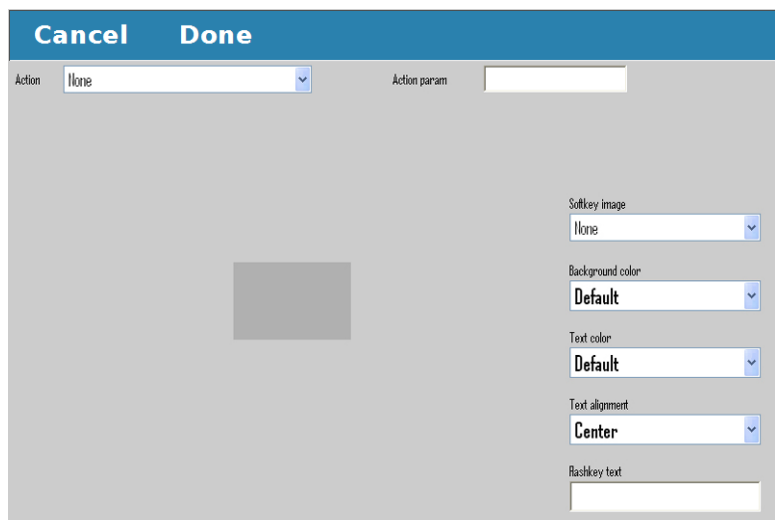 Cancel Done
Action None Action param
Softkey image
None
Background color
Default
Text color
Default
Text alignment
Center
Flashkey text